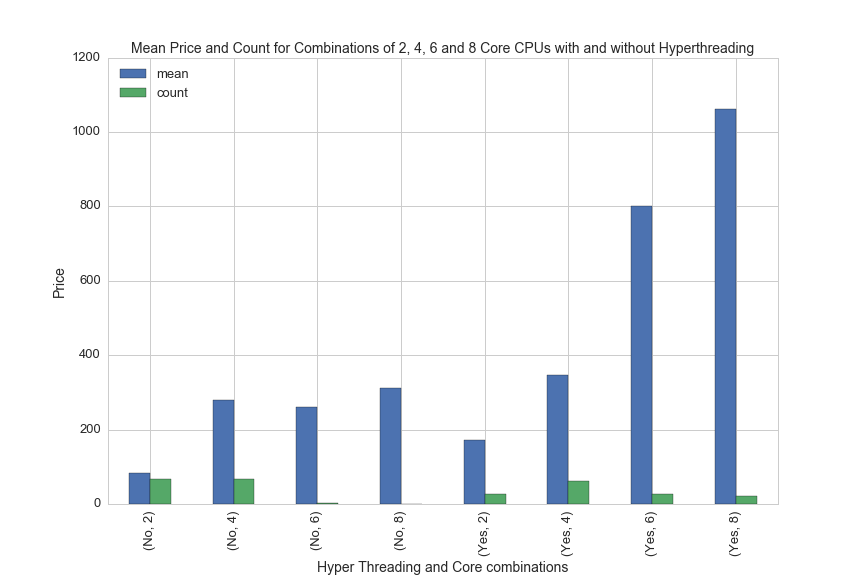 Mean Price and Count for Combinations of 2, 4, 6 and 8 Core CPUs with and without Hyperthreading
mean
count
1200
1000
800
600
400
200
0
Price
(No, 2)
(No, 4)
(No, 6)
(No, 8)
(Yes, 2)
(Yes, 4)
(Yes, 6)
(Yes, 8)
Hyper Threading and Core combinations